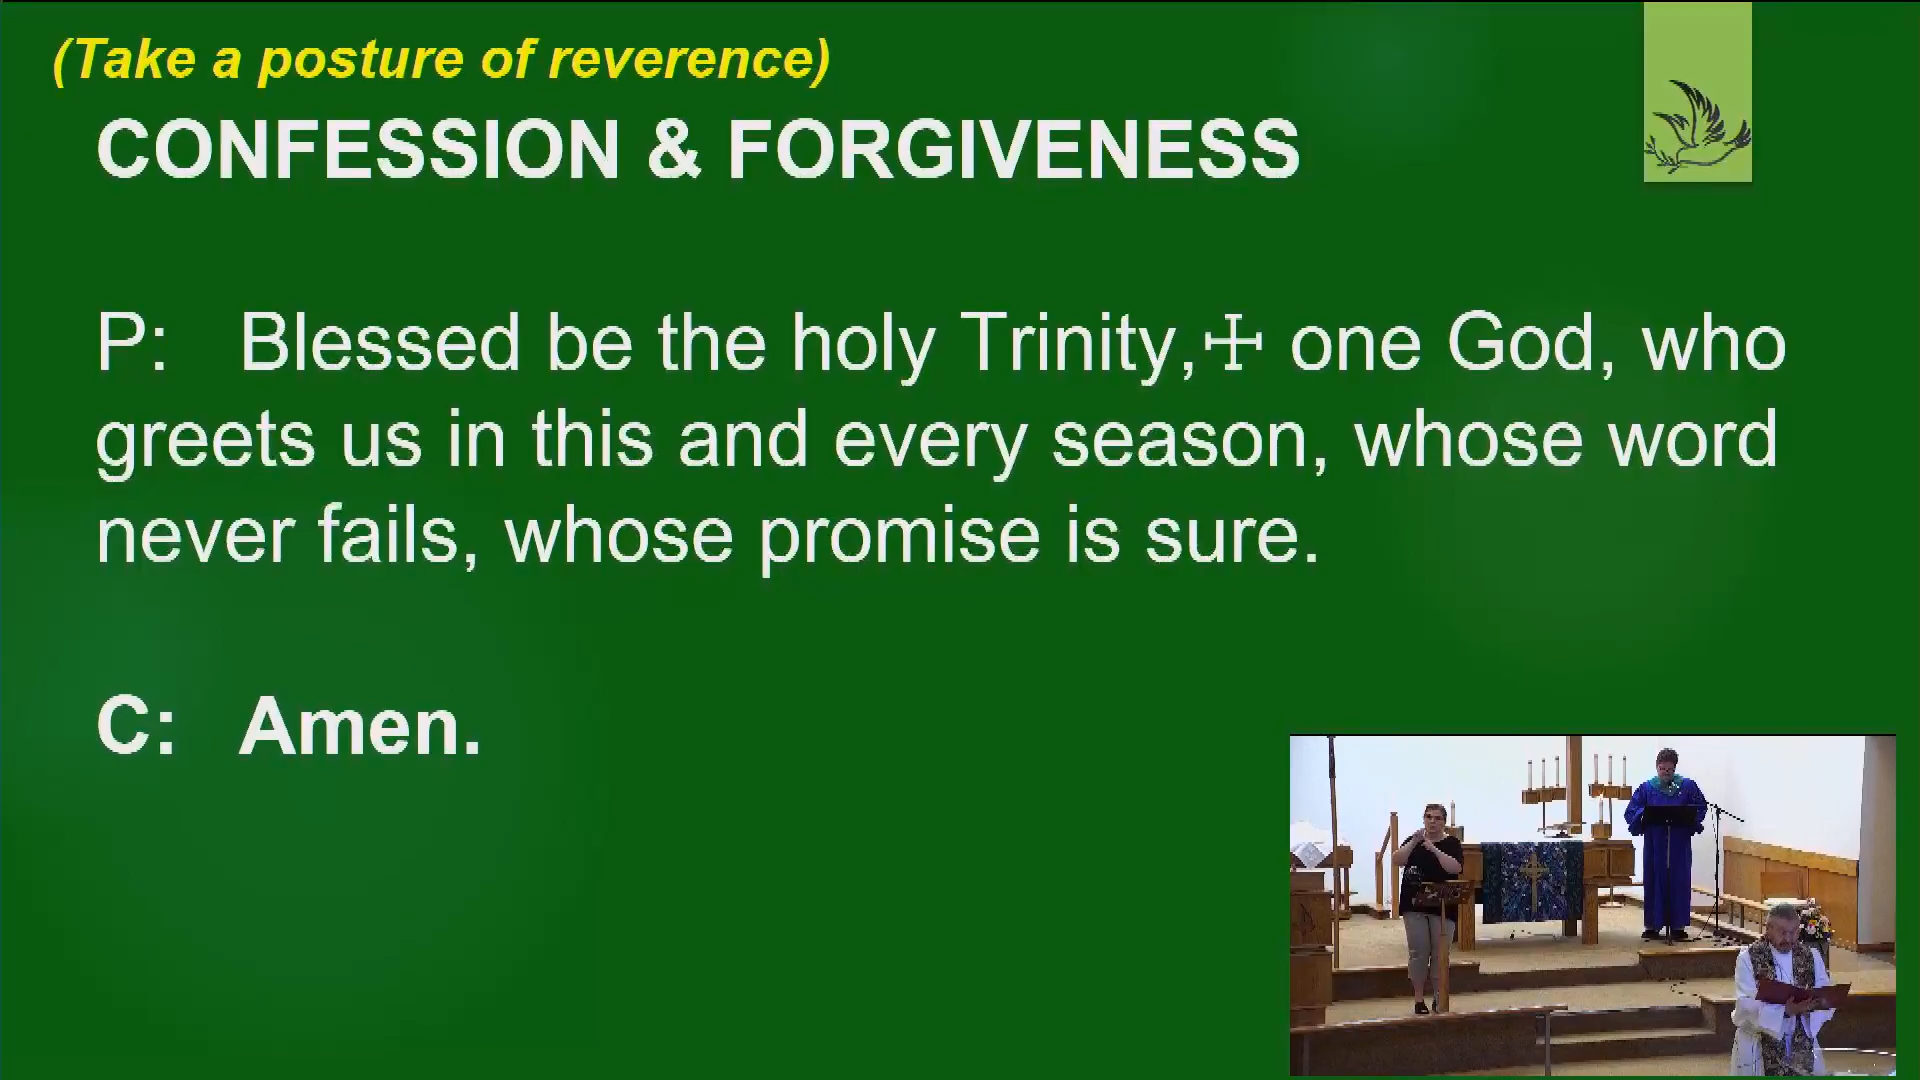 (Take a posture of reverence)
CONFESSION & FORGIVENESS
P: Blessed be the holy Trinity,☩ one God, who
greets us in this and every season, whose word
never fails, whose promise is sure.
C: Amen.